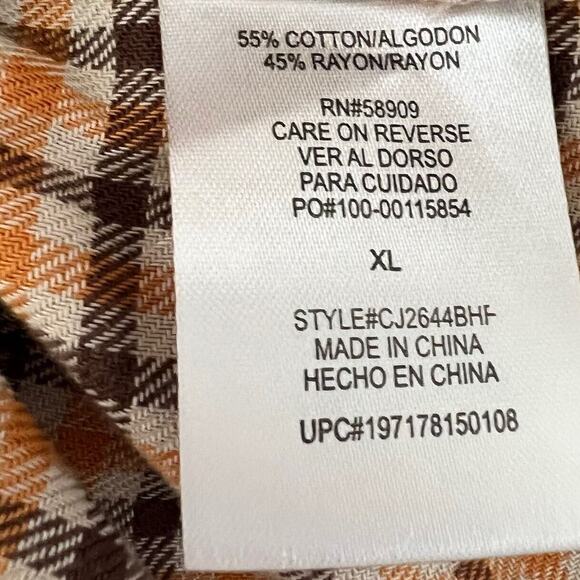 55% COTTON/ALGODON
45% RAYON/RAYON
RN#58909
CARE ON REVERSE
VER AL DORSO
PARA CUIDADO
PO#100-00115854
XL
STYLE#CJ2644BHF
MADE IN CHINA
HECHO EN CHINA
UPC#197178150108